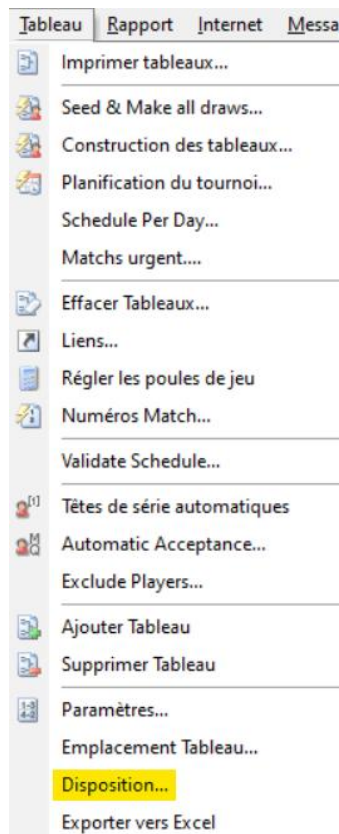 Tableau Rapport Internet Messa
Imprimer tableaux...
Seed & Make all draws...
Construction des tableaux...
Planification du tournoi...
Schedule Per Day...
Matchs urgent....
Effacer Tableaux...
Liens...
Régler les poules de jeu
Numéros Match...
Validate Schedule...
Têtes de série automatiques
Automatic Acceptance...
Exclude Players...
Ajouter Tableau
Supprimer Tableau
Paramètres...
Emplacement Tableau...
Disposition...
Exporter vers Excel